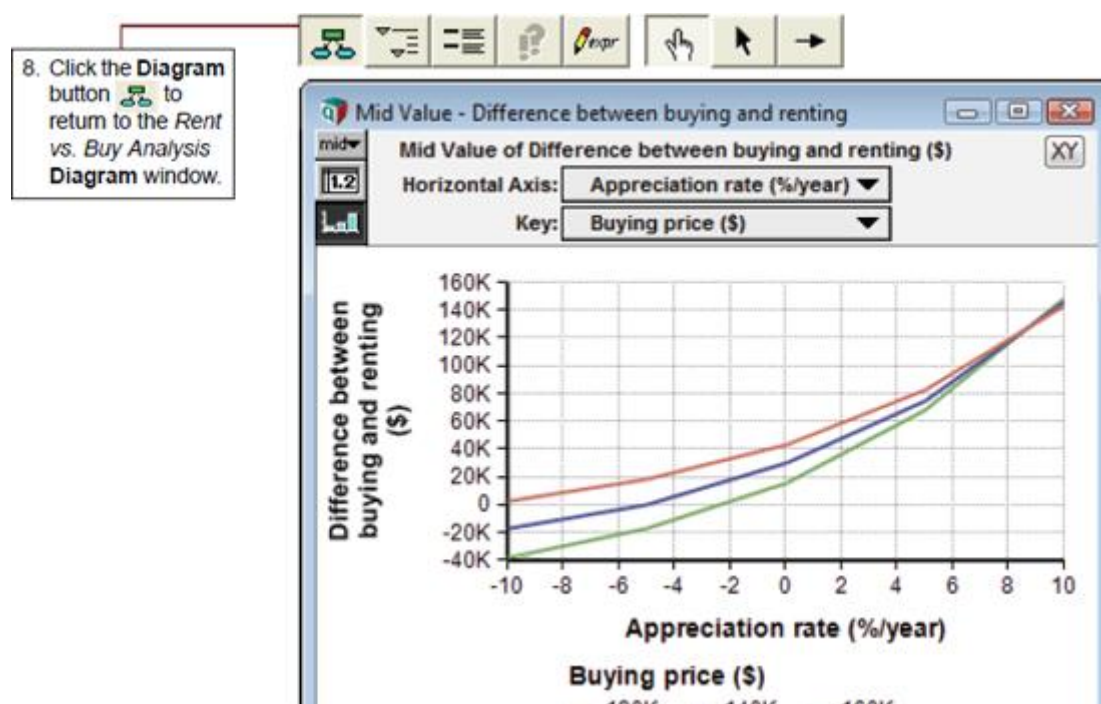 8. Click the Diagram
button to
return to the Rent
vs. Buy Analysis
Diagram window.
expr
Mid Value - Difference between buying and renting
mid
Mid Value of Difference between buying and renting ($)
XY
1.2
Horizontal Axis: Appreciation rate (%/year)
Key: Buying price ($)
160K
140K
120K
100K
80K
60K
40K
20K
0
-20K
-40K
Difference between
buying and renting
($)
-10 -8 -6 -4 -2 0 2 4 6 8 10
Appreciation rate (%/year)
Buying price ($)